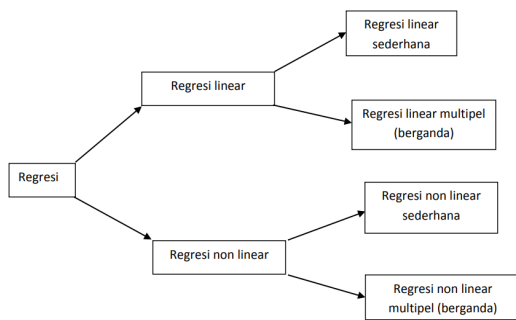 Regresi linear
sederhana
Regresi linear
Regresi linear multipel
(berganda)
Regresi
Regresi non linear
sederhana
Regresi non linear
Regresi non linear
multipel (berganda)